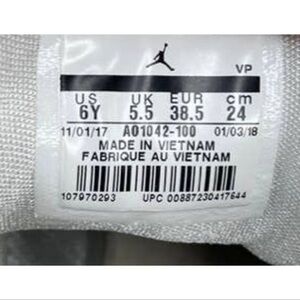 VP
US UK EUR cm
6Y 5.5 38.5 24
11/01/17 AO1042-100 01/03/18
MADE IN VIETNAM
FABRIQUE AU VIETNAM
107970293 UPC 00887230417644